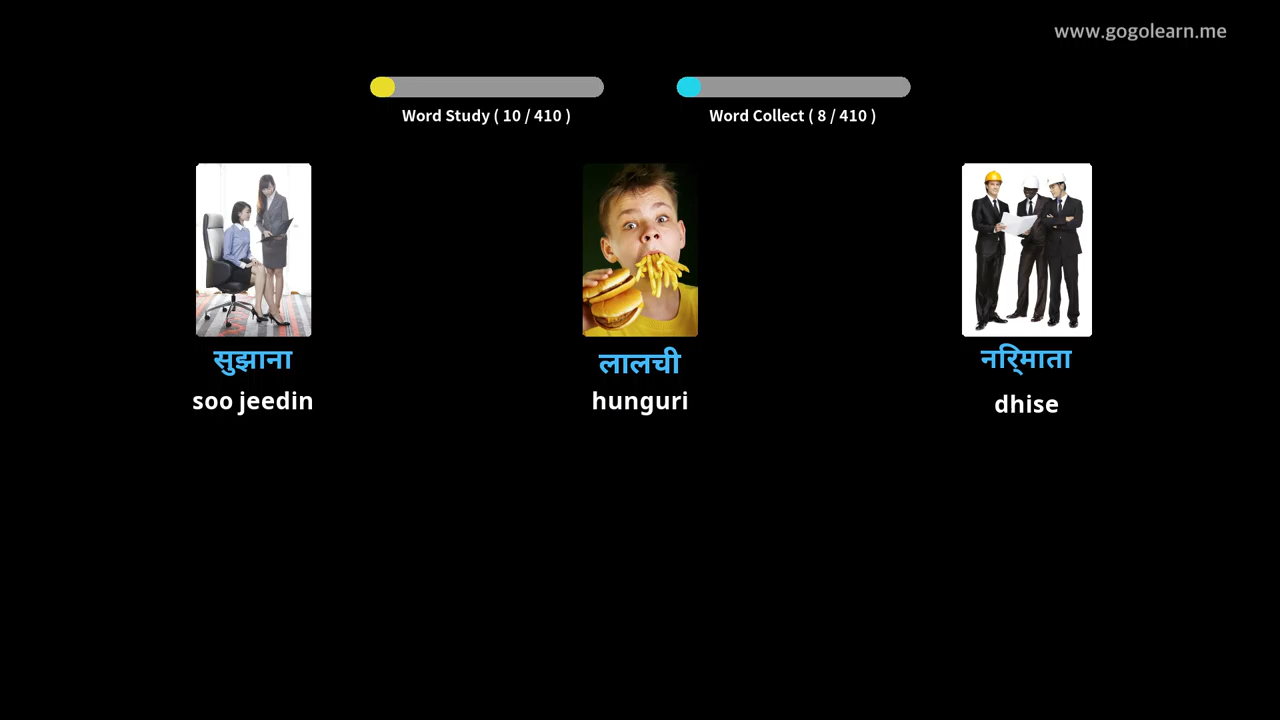 www.gogolearn.me
Word Study ( 10 / 410 )
Word Collect ( 8 / 410 )
सुझाना
soo jeedin
लालची
hunguri
नरि्माता
dhise